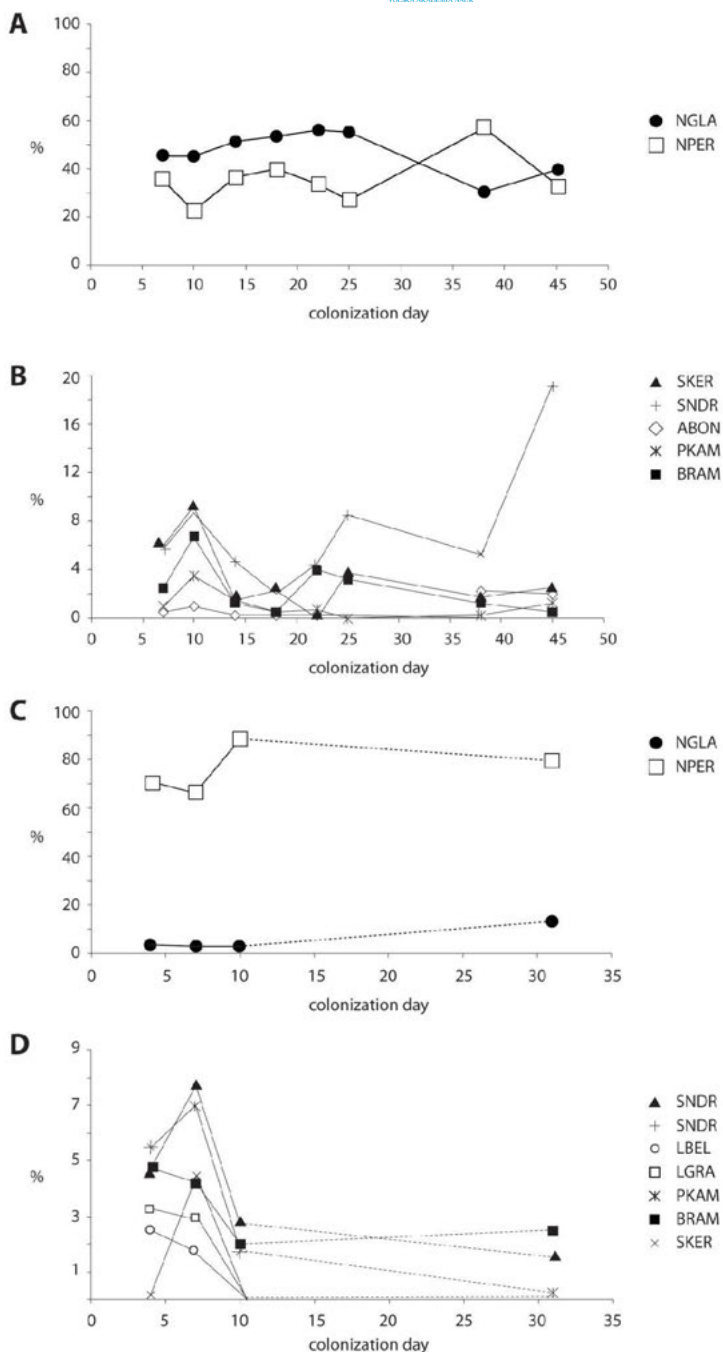 A
100
80
60
%
40
20
0
0 5 10 15 20 25 30 35 40 45 50
colonization day
NGLA
NPER
B
20
16
12
%
8
4
0
0 5 10 15 20 25 30 35 40 45 50
colonization day
SKER
SNDR
ABON
PKAM
BRAM
C
100
80
60
%
40
20
0
0 5 10 15 20 25 30 35
colonization day
NGLA
NPER
D
9
7
5
%
3
1
0 5 10 15 20 25 30 35
colonization day
SNDR
SNDR
LBEL
LGRA
PKAM
BRAM
SKER